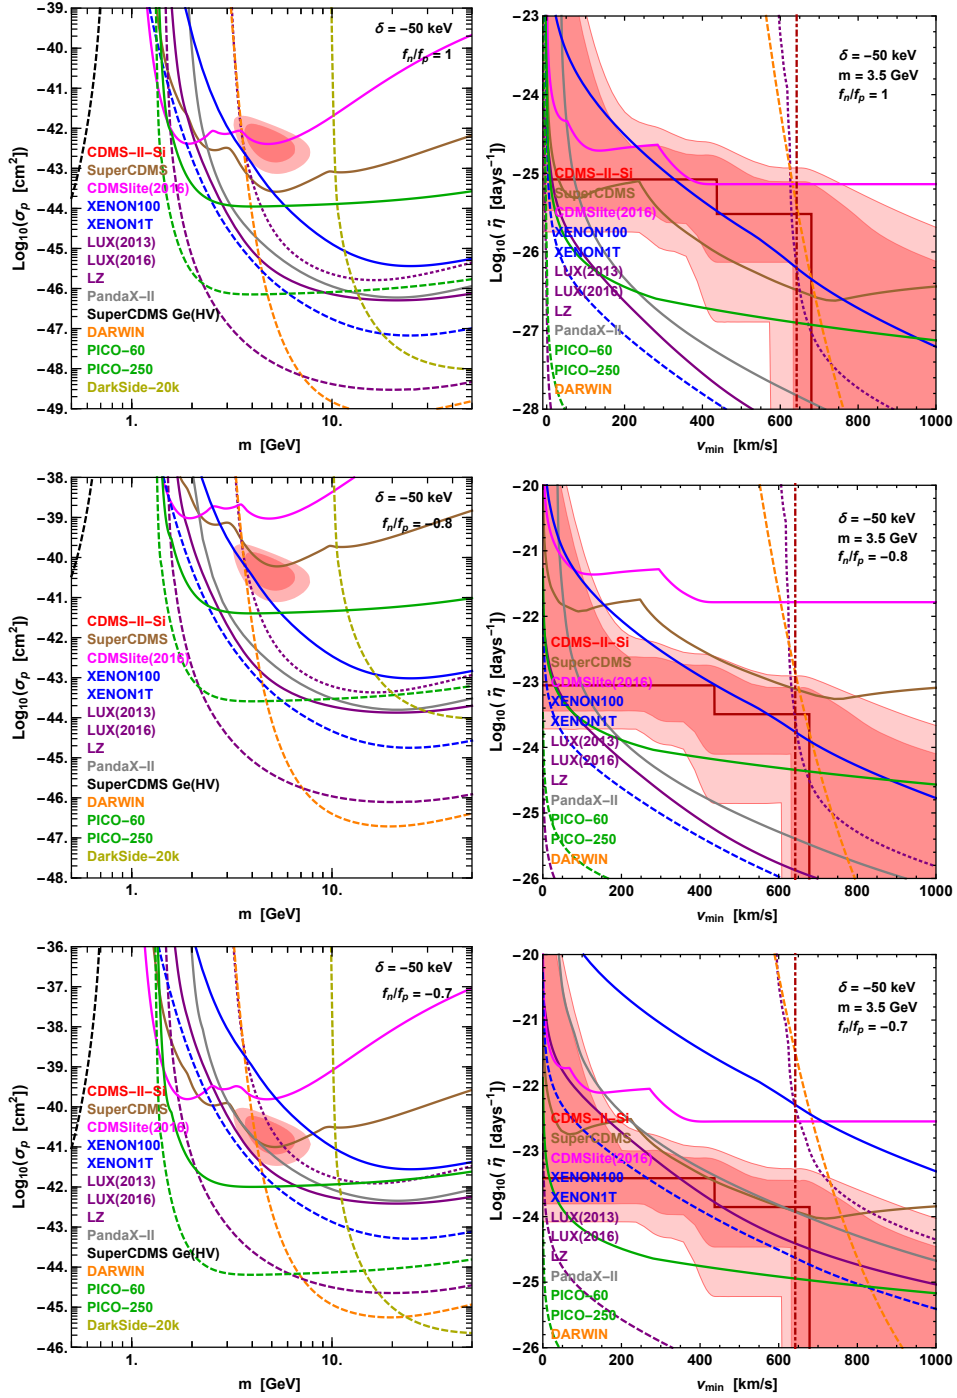 δ = −50 keV
f_n/f_p = 1
CDMS−II−Si
SuperCDMS
CDMSlite(2016)
XENON100
XENON1T
LUX(2013)
LUX(2016)
LZ
PandaX−II
SuperCDMS Ge(HV)
DARWIN
PICO−60
PICO−250
DarkSide−20k
Log₁₀(σ_p [cm²])
−39.
−40.
−41.
−42.
−43.
−44.
−45.
−46.
−47.
−48.
−49.
1.
10.
m [GeV]
δ = −50 keV
m = 3.5 GeV
f_n/f_p = 1
CDMS−II−Si
SuperCDMS
CDMSlite(2016)
XENON100
XENON1T
LUX(2013)
LUX(2016)
LZ
PandaX−II
PICO−60
PICO−250
DARWIN
Log₁₀( η̃ [days⁻¹])
−23
−24
−25
−26
−27
−28
0 200 400 600 800 1000
v_min [km/s]
δ = −50 keV
f_n/f_p = −0.8
CDMS−II−Si
SuperCDMS
CDMSlite(2016)
XENON100
XENON1T
LUX(2013)
LUX(2016)
LZ
PandaX−II
SuperCDMS Ge(HV)
DARWIN
PICO−60
PICO−250
DarkSide−20k
Log₁₀(σ_p [cm²])
−38.
−39.
−40.
−41.
−42.
−43.
−44.
−45.
−46.
−47.
−48.
1.
10.
m [GeV]
δ = −50 keV
m = 3.5 GeV
f_n/f_p = −0.8
CDMS−II−Si
SuperCDMS
CDMSlite(2016)
XENON100
XENON1T
LUX(2013)
LUX(2016)
LZ
PandaX−II
PICO−60
PICO−250
DARWIN
Log₁₀( η̃ [days⁻¹])
−20
−21
−22
−23
−24
−25
−26
0 200 400 600 800 1000
v_min [km/s]
δ = −50 keV
f_n/f_p = −0.7
CDMS−II−Si
SuperCDMS
CDMSlite(2016)
XENON100
XENON1T
LUX(2013)
LUX(2016)
LZ
PandaX−II
SuperCDMS Ge(HV)
DARWIN
PICO−60
PICO−250
DarkSide−20k
Log₁₀(σ_p [cm²])
−36.
−37.
−38.
−39.
−40.
−41.
−42.
−43.
−44.
−45.
−46.
1.
10.
m [GeV]
δ = −50 keV
m = 3.5 GeV
f_n/f_p = −0.7
CDMS−II−Si
SuperCDMS
CDMSlite(2016)
XENON100
XENON1T
LUX(2013)
LUX(2016)
LZ
PandaX−II
PICO−60
PICO−250
DARWIN
Log₁₀( η̃ [days⁻¹])
−20
−21
−22
−23
−24
−25
−26
0 200 400 600 800 1000
v_min [km/s]